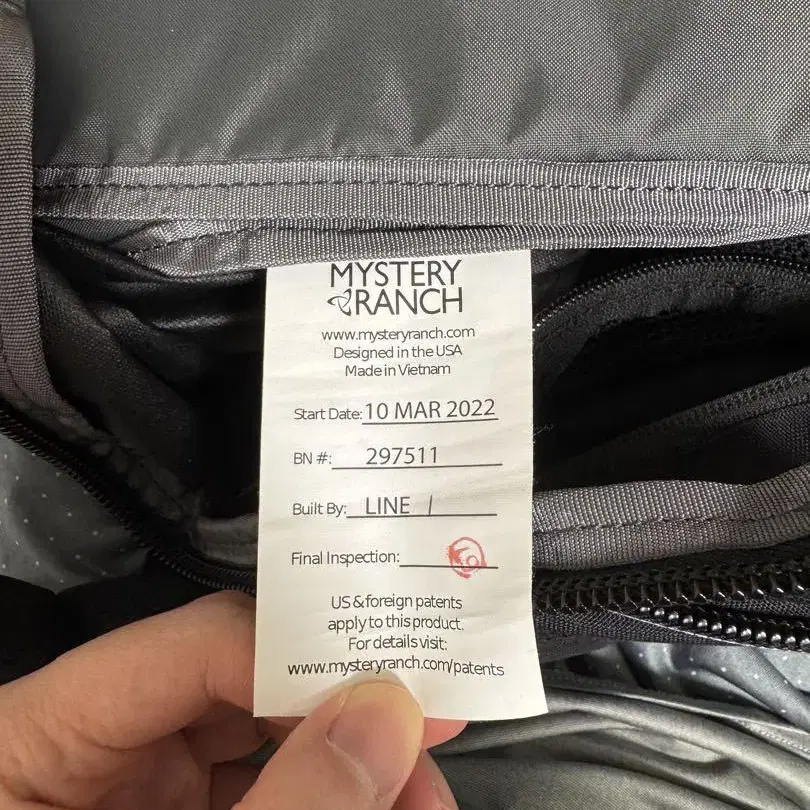 MYSTERY
RANCH
www.mysteryranch.com
Designed in the USA
Made in Vietnam
Start Date: 10 MAR 2022
BN #: 297511
Built By: LINE /
Final Inspection:
US & foreign patents
apply to this product.
For details visit:
www.mysteryranch.com/patents